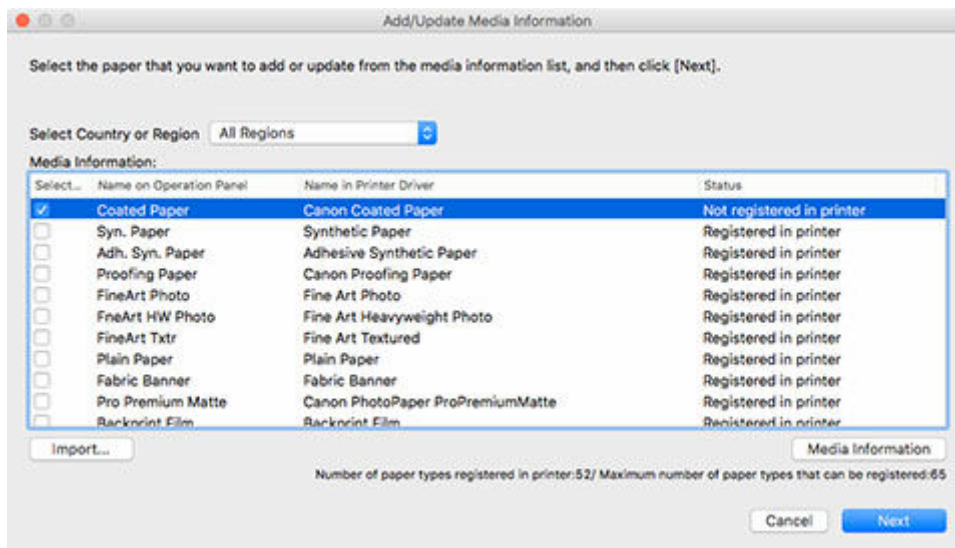 Add/Update Media Information
Select the paper that you want to add or update from the media information list, and then click [Next].
Select Country or Region All Regions
Media Information:
Select... Name on Operation Panel Name in Printer Driver Status
Coated Paper Canon Coated Paper Not registered in printer
Syn. Paper Synthetic Paper Registered in printer
Adh. Syn. Paper Adhesive Synthetic Paper Registered in printer
Proofing Paper Canon Proofing Paper Registered in printer
FineArt Photo Fine Art Photo Registered in printer
FneArt HW Photo Fine Art Heavyweight Photo Registered in printer
FineArt Txtr Fine Art Textured Registered in printer
Plain Paper Plain Paper Registered in printer
Fabric Banner Fabric Banner Registered in printer
Pro Premium Matte Canon PhotoPaper ProPremiumMatte Registered in printer
Backprint Film Backprint Film Registered in printer
Import... Media Information
Number of paper types registered in printer:52/ Maximum number of paper types that can be registered:65
Cancel Next